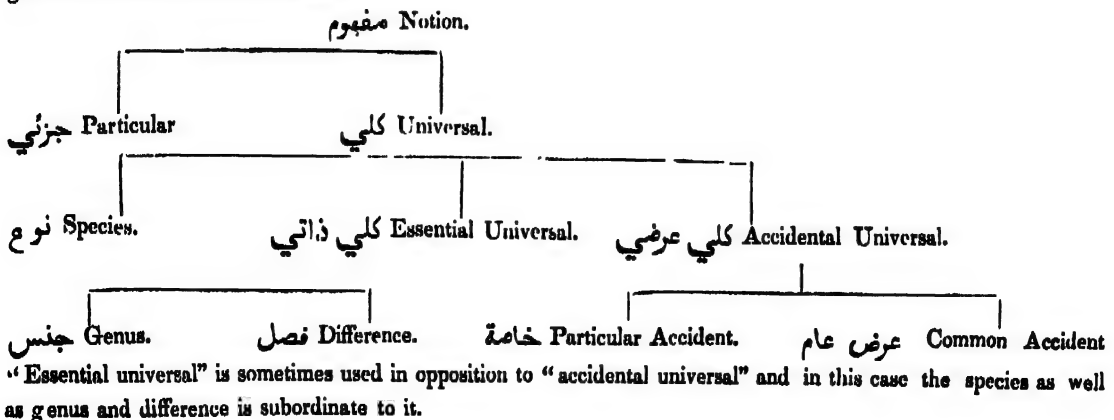 مفهوم Notion.
جزئي Particular كلي Universal.
نوع Species. كلي ذاتي Essential Universal. كلي عرضي Accidental Universal.
جنس Genus. فصل Difference. خاصة Particular Accident. عرض عام Common Accident
"Essential universal" is sometimes used in opposition to "accidental universal" and in this case the species as well
as genus and difference is subordinate to it.